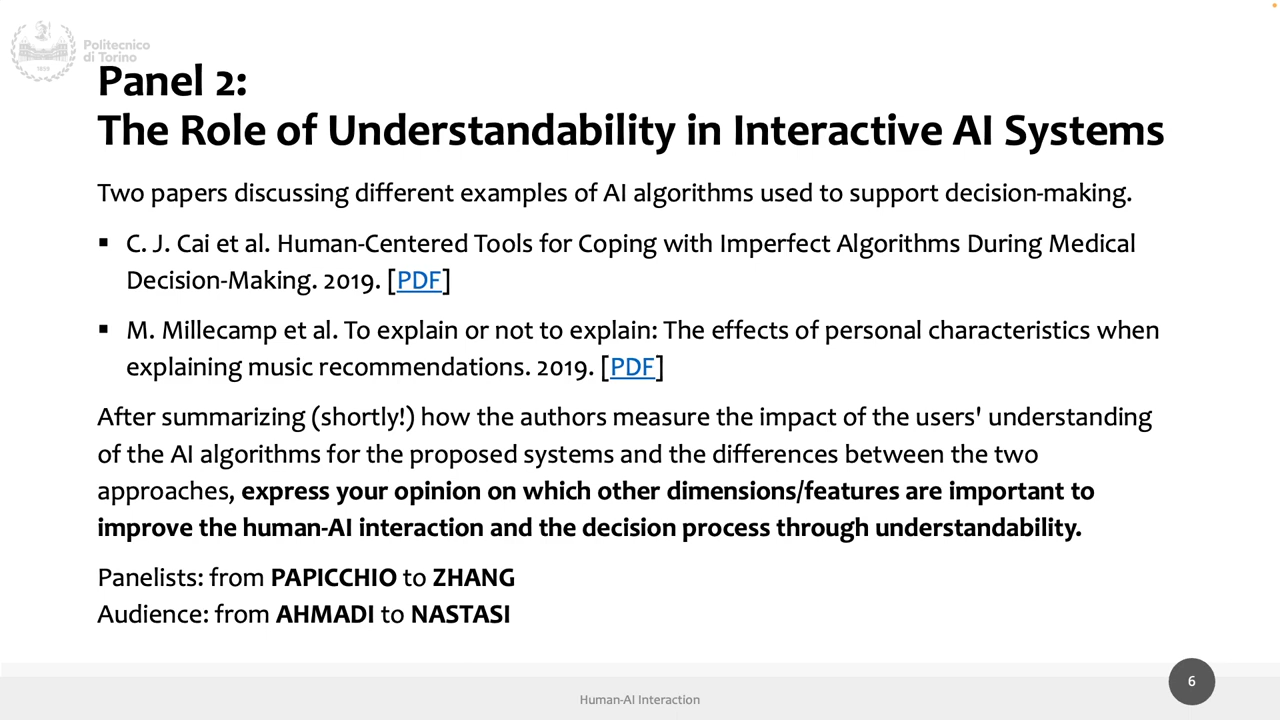 Politecnico
di Torino
1859
Panel 2:
The Role of Understandability in Interactive AI Systems
Two papers discussing different examples of AI algorithms used to support decision-making.
▪ C. J. Cai et al. Human-Centered Tools for Coping with Imperfect Algorithms During Medical
Decision-Making. 2019. [PDF]
▪ M. Millecamp et al. To explain or not to explain: The effects of personal characteristics when
explaining music recommendations. 2019. [PDF]
After summarizing (shortly!) how the authors measure the impact of the users' understanding
of the AI algorithms for the proposed systems and the differences between the two
approaches, express your opinion on which other dimensions/features are important to
improve the human-AI interaction and the decision process through understandability.
Panelists: from PAPICCHIO to ZHANG
Audience: from AHMADI to NASTASI
Human-AI Interaction
6